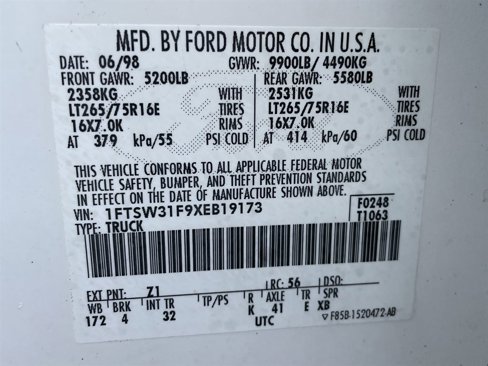 MFD. BY FORD MOTOR CO. IN U.S.A.
DATE: 06/98 GVWR: 9900LB/ 4490KG
FRONT GAWR: 5200LB REAR GAWR: 5580LB
2358KG WITH 2531KG WITH
LT265/75R16E TIRES LT265/75R16E TIRES
16X7.0K RIMS 16X7.0K RIMS
AT 379 kPa/55 PSI COLD AT 414 kPa/60 PSI COLD
THIS VEHICLE CONFORMS TO ALL APPLICABLE FEDERAL MOTOR
VEHICLE SAFETY, BUMPER, AND THEFT PREVENTION STANDARDS
IN EFFECT ON THE DATE OF MANUFACTURE SHOWN ABOVE.
VIN: 1FTSW31F9XEB19173 F0248
TYPE: TRUCK T1063
EXT PNT: Z1 RC: 56 DSO:
WB BRK INT TR TP/PS R AXLE TR SPR
172 4 32 K 41 E XB
UTC F85B-1520472-AB